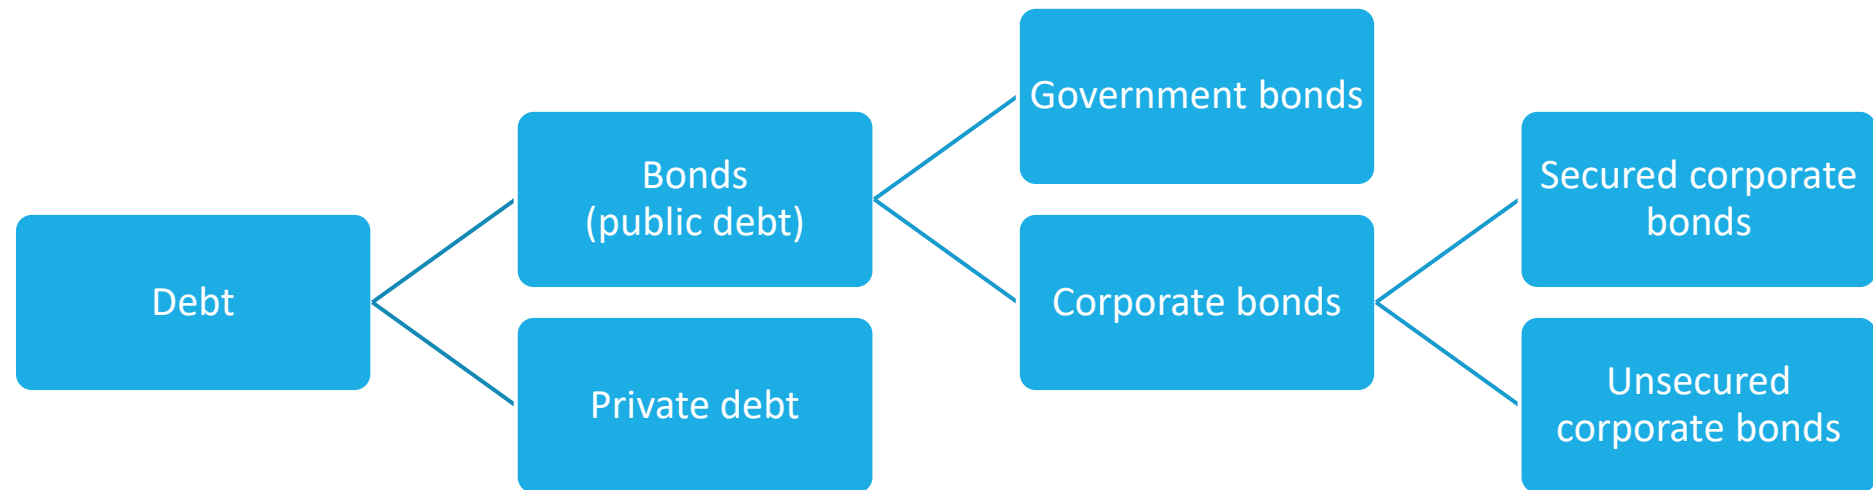 Debt
Bonds
(public debt)
Private debt
Government bonds
Corporate bonds
Secured corporate
bonds
Unsecured
corporate bonds